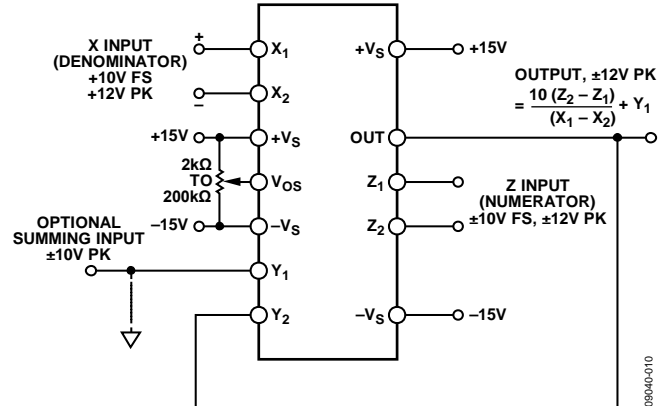 X INPUT
(DENOMINATOR)
+10V FS
+12V PK
+
–
X1
X2
+15V
+VS
2kΩ
TO
200kΩ
VOS
–15V
–VS
OPTIONAL
SUMMING INPUT
±10V PK
Y1
Y2
+VS
+15V
OUTPUT, ±12V PK
= 10 (Z2 – Z1) / (X1 – X2) + Y1
OUT
Z1
Z2
Z INPUT
(NUMERATOR)
±10V FS, ±12V PK
–VS
–15V
09040-010